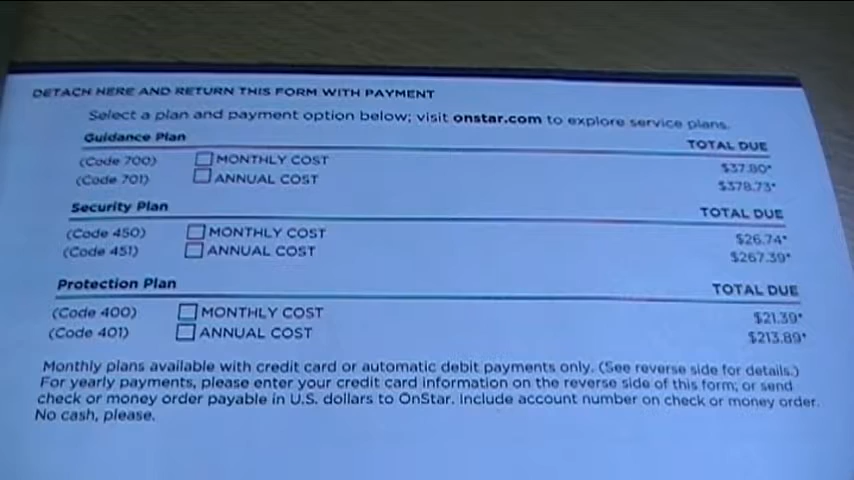 DETACH HERE AND RETURN THIS FORM WITH PAYMENT
Select a plan and payment option below; visit onstar.com to explore service plans.
Guidance Plan TOTAL DUE
(Code 700) MONTHLY COST $37.80*
(Code 701) ANNUAL COST $378.73*
Security Plan TOTAL DUE
(Code 450) MONTHLY COST $26.74*
(Code 451) ANNUAL COST $267.39*
Protection Plan TOTAL DUE
(Code 400) MONTHLY COST $21.39*
(Code 401) ANNUAL COST $213.89*
Monthly plans available with credit card or automatic debit payments only. (See reverse side for details.)
For yearly payments, please enter your credit card information on the reverse side of this form; or send
check or money order payable in U.S. dollars to OnStar. Include account number on check or money order.
No cash, please.